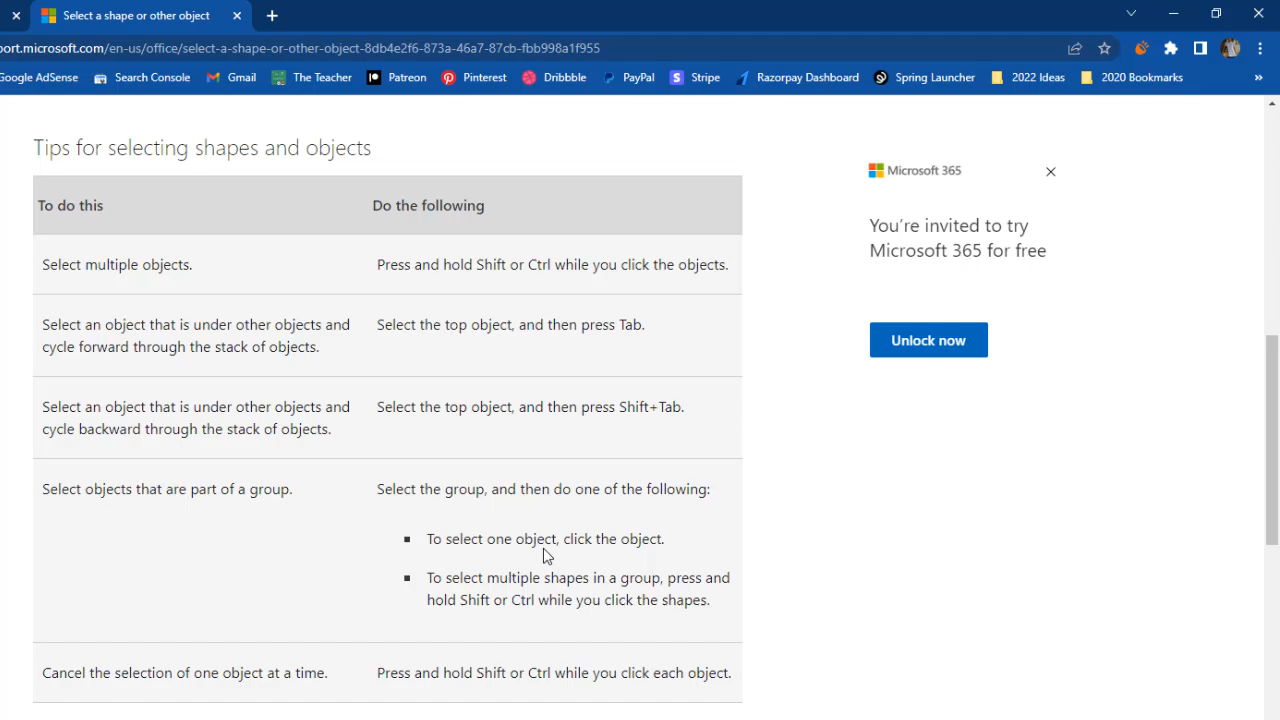 Select a shape or other object
port.microsoft.com/en-us/office/select-a-shape-or-other-object-8db4e2f6-873a-46a7-87cb-fbb998a1f955
Google AdSense Search Console Gmail The Teacher Patreon Pinterest Dribbble PayPal Stripe Razorpay Dashboard Spring Launcher 2022 Ideas 2020 Bookmarks »
Tips for selecting shapes and objects
To do this Do the following
Select multiple objects. Press and hold Shift or Ctrl while you click the objects.
Select an object that is under other objects and Select the top object, and then press Tab.
cycle forward through the stack of objects.
Select an object that is under other objects and Select the top object, and then press Shift+Tab.
cycle backward through the stack of objects.
Select objects that are part of a group. Select the group, and then do one of the following:
To select one object, click the object.
To select multiple shapes in a group, press and
hold Shift or Ctrl while you click the shapes.
Cancel the selection of one object at a time. Press and hold Shift or Ctrl while you click each object.
Microsoft 365
You’re invited to try
Microsoft 365 for free
Unlock now